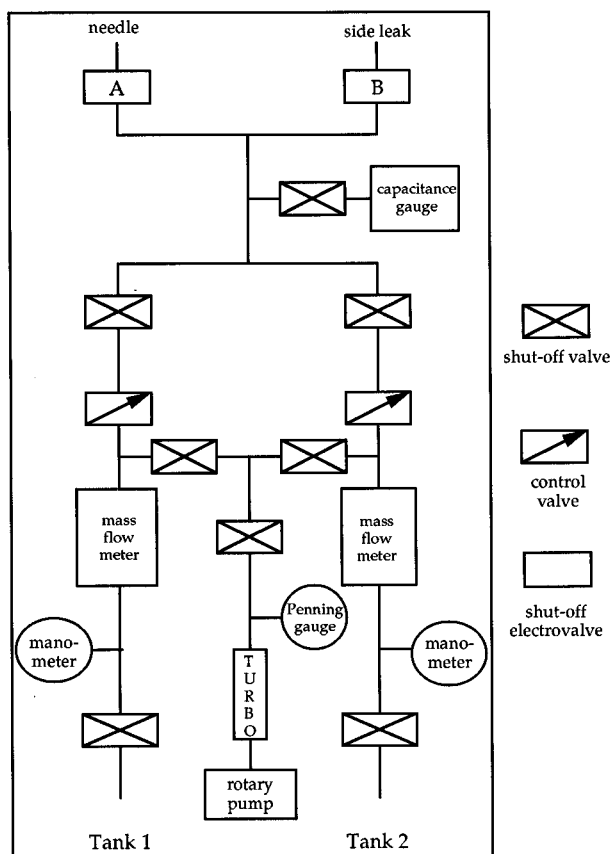 needle
side leak
A
B
capacitance
gauge
shut-off valve
control
valve
mass
flow
meter
mass
flow
meter
shut-off
electrovalve
Penning
gauge
mano-
meter
mano-
meter
TURBO
rotary
pump
Tank 1
Tank 2